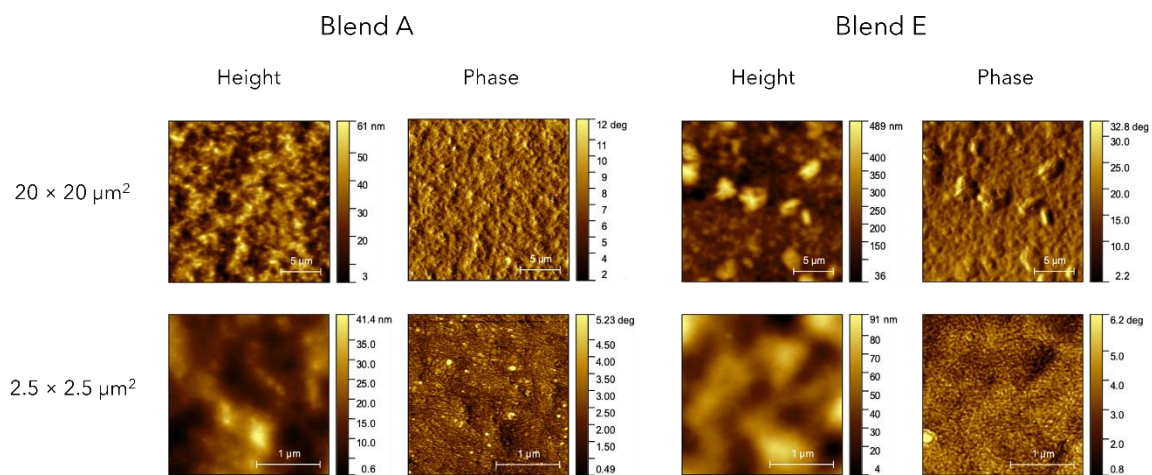 Blend A
Blend E
Height
Phase
Height
Phase
20 × 20 μm²
61 nm
50
40
30
20
3
5 μm
12 deg
11
10
9
8
7
6
5
4
2
5 μm
489 nm
400
350
300
250
200
150
36
5 μm
32.8 deg
30.0
25.0
20.0
15.0
10.0
2.2
5 μm
2.5 × 2.5 μm²
41.4 nm
35.0
30.0
25.0
20.0
15.0
10.0
0.6
1 μm
5.23 deg
4.50
4.00
3.50
3.00
2.50
2.00
1.50
0.49
1 μm
91 nm
80
70
60
50
40
30
20
4
1 μm
6.2 deg
5.0
4.0
3.0
2.0
0.8
1 μm